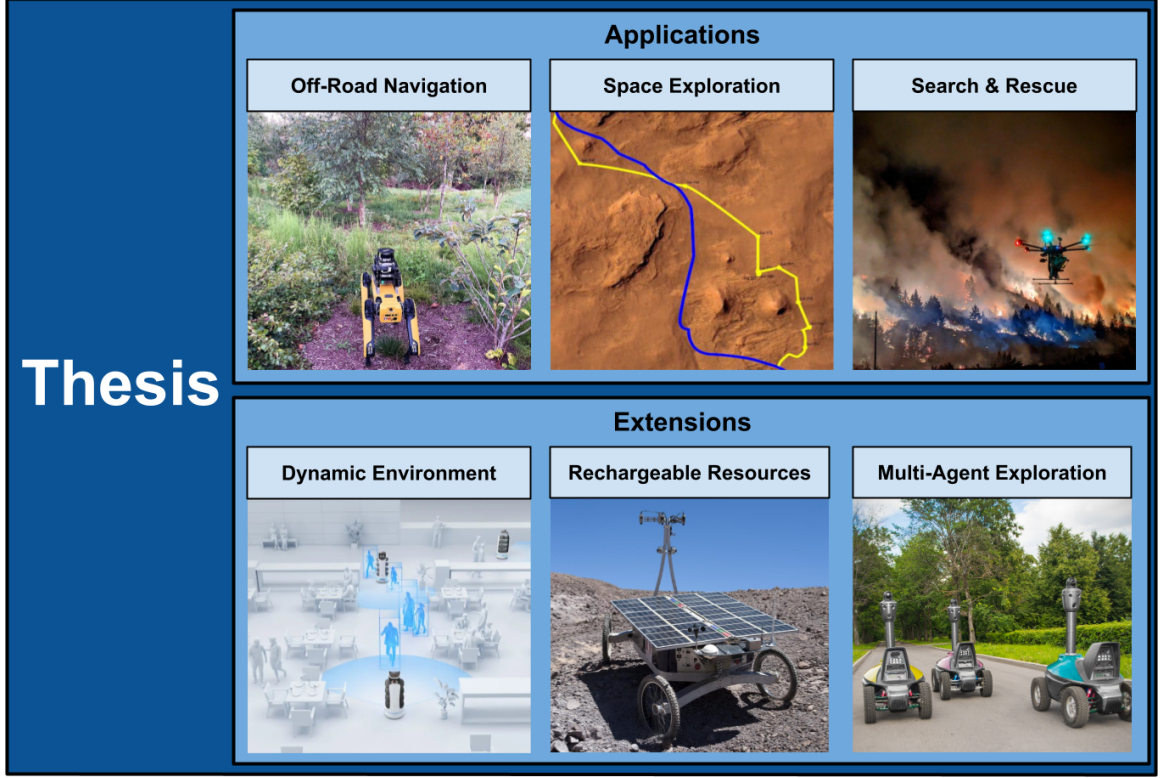 Thesis
Applications
Off-Road Navigation
Space Exploration
Search & Rescue
Extensions
Dynamic Environment
Rechargeable Resources
Multi-Agent Exploration